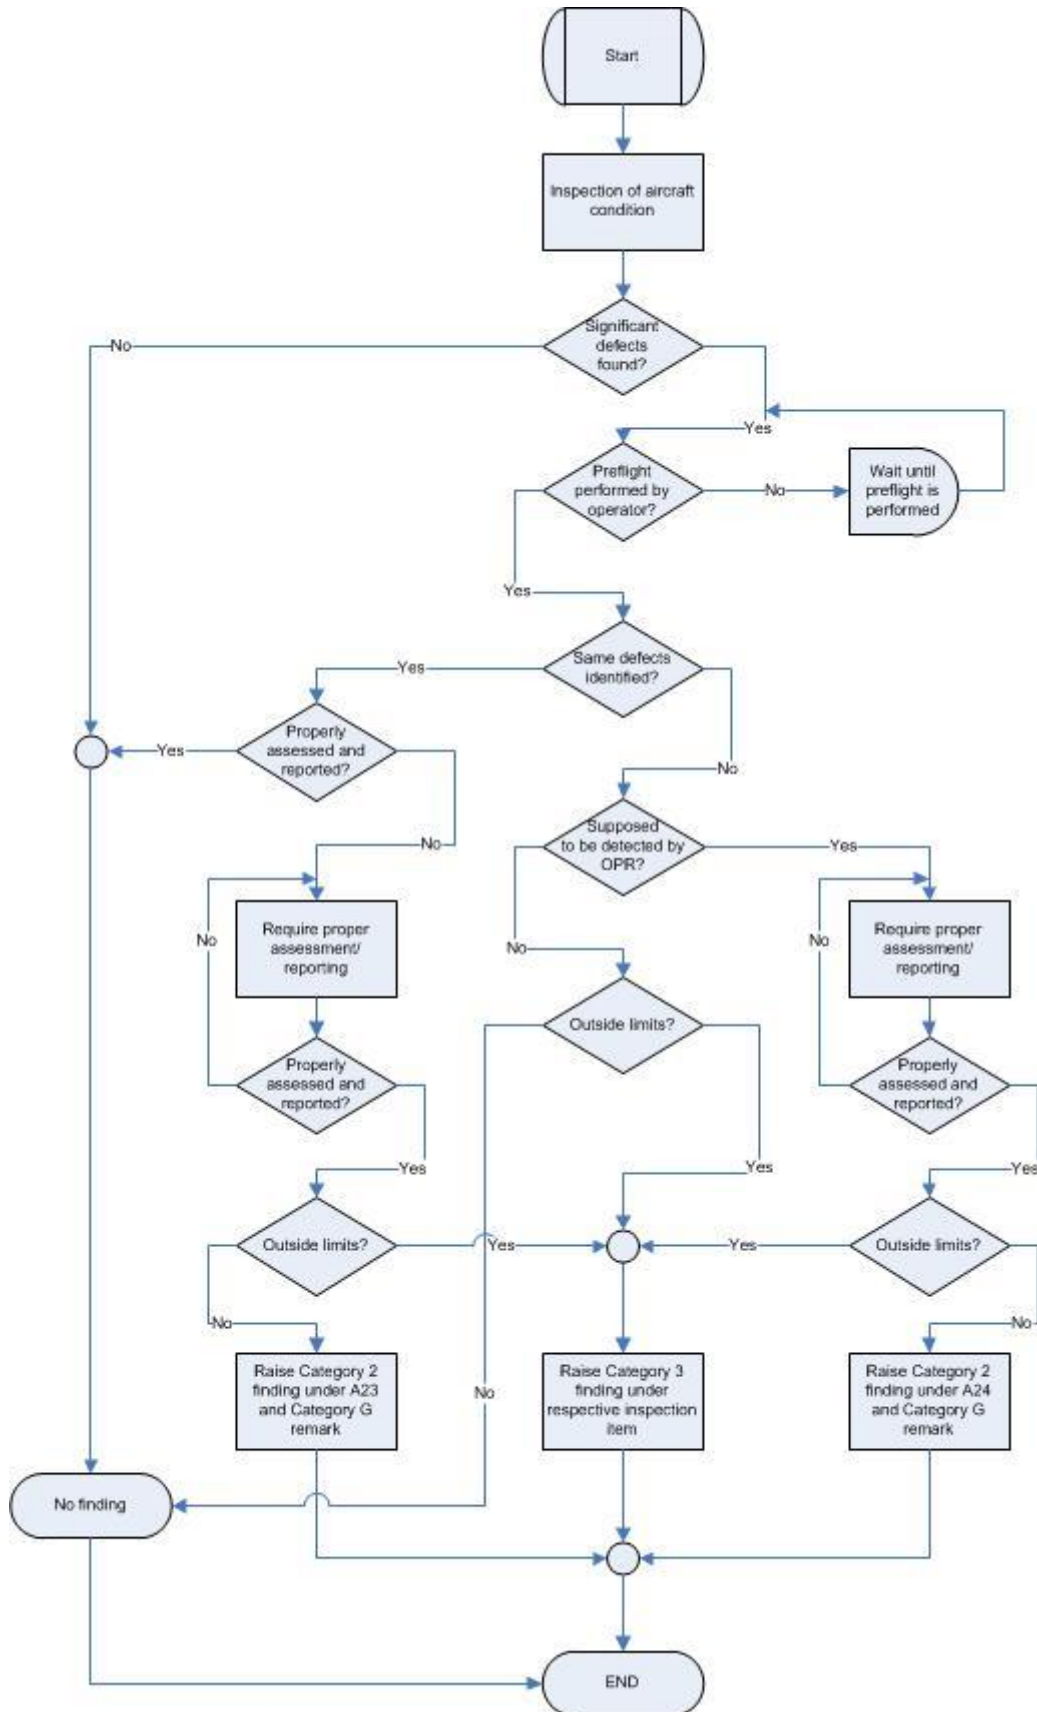 Start
Inspection of aircraft
condition
Significant
defects
found?
No
Yes
Preflight
performed by
operator?
No
Wait until
preflight is
performed
Yes
Same defects
identified?
Yes
No
Properly
assessed and
reported?
Yes
No
Supposed
to be detected by
OPR?
Yes
No
Require proper
assessment/
reporting
No
Require proper
assessment/
reporting
No
Outside limits?
Properly
assessed and
reported?
Properly
assessed and
reported?
Yes
Yes
Yes
Outside limits?
Yes
Yes
Outside limits?
No
No
Raise Category 2
finding under A23
and Category G
remark
No
Raise Category 3
finding under
respective inspection
item
Raise Category 2
finding under A24
and Category G
remark
No finding
END